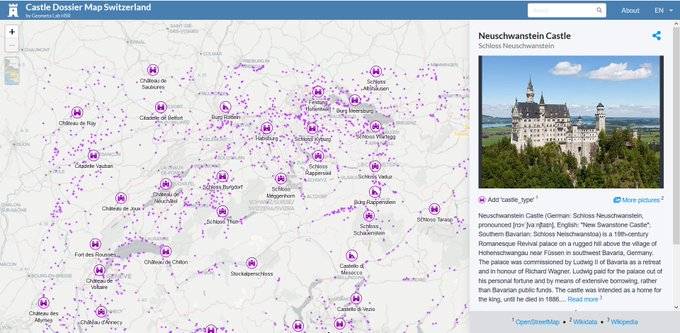 Castle Dossier Map Switzerland
by Geometa Lab HSR
Search
About
EN
+
−
Château de Saulxures
Schloss Altshausen
Festung Hohentwiel
Burg Meersburg
Citadelle de Belfort
Burg Rötteln
Château de Ray
Habsburg
Schloss Kyburg
Schloss Wartegg
Citadelle Vauban
Schloss Rapperswil
Schloss Vaduz
Schloss Burgdorf
Schloss Meggenhorn
Château de Neuchâtel
Château de Joux
Burg Rappenstein
Schloss Thun
Schloss Schauenstein
Schloss Tarasp
Fort des Rousses
Château de Chillon
Stockalperschloss
Castello di Mesocco
GENÈVE
Château de Voltaire
Château des Allymes
Château d'Annecy
Castello di Vezio
Neuschwanstein Castle
Schloss Neuschwanstein
Add 'castle_type' 1
More pictures 2
Neuschwanstein Castle (German: Schloss Neuschwanstein,
pronounced [nɔʏˈʃvaːnʃtaɪn], English: "New Swanstone Castle";
Southern Bavarian: Schloss Neischwanstoa) is a 19th-century
Romanesque Revival palace on a rugged hill above the village of
Hohenschwangau near Füssen in southwest Bavaria, Germany.
The palace was commissioned by Ludwig II of Bavaria as a retreat
and in honour of Richard Wagner. Ludwig paid for the palace out
of his personal fortune and by means of extensive borrowing, rather
than Bavarian public funds. The castle was intended as a home for
the king, until he died in 1886.... Read more 3
1 OpenStreetMap • 2 Wikidata • 3 Wikipedia